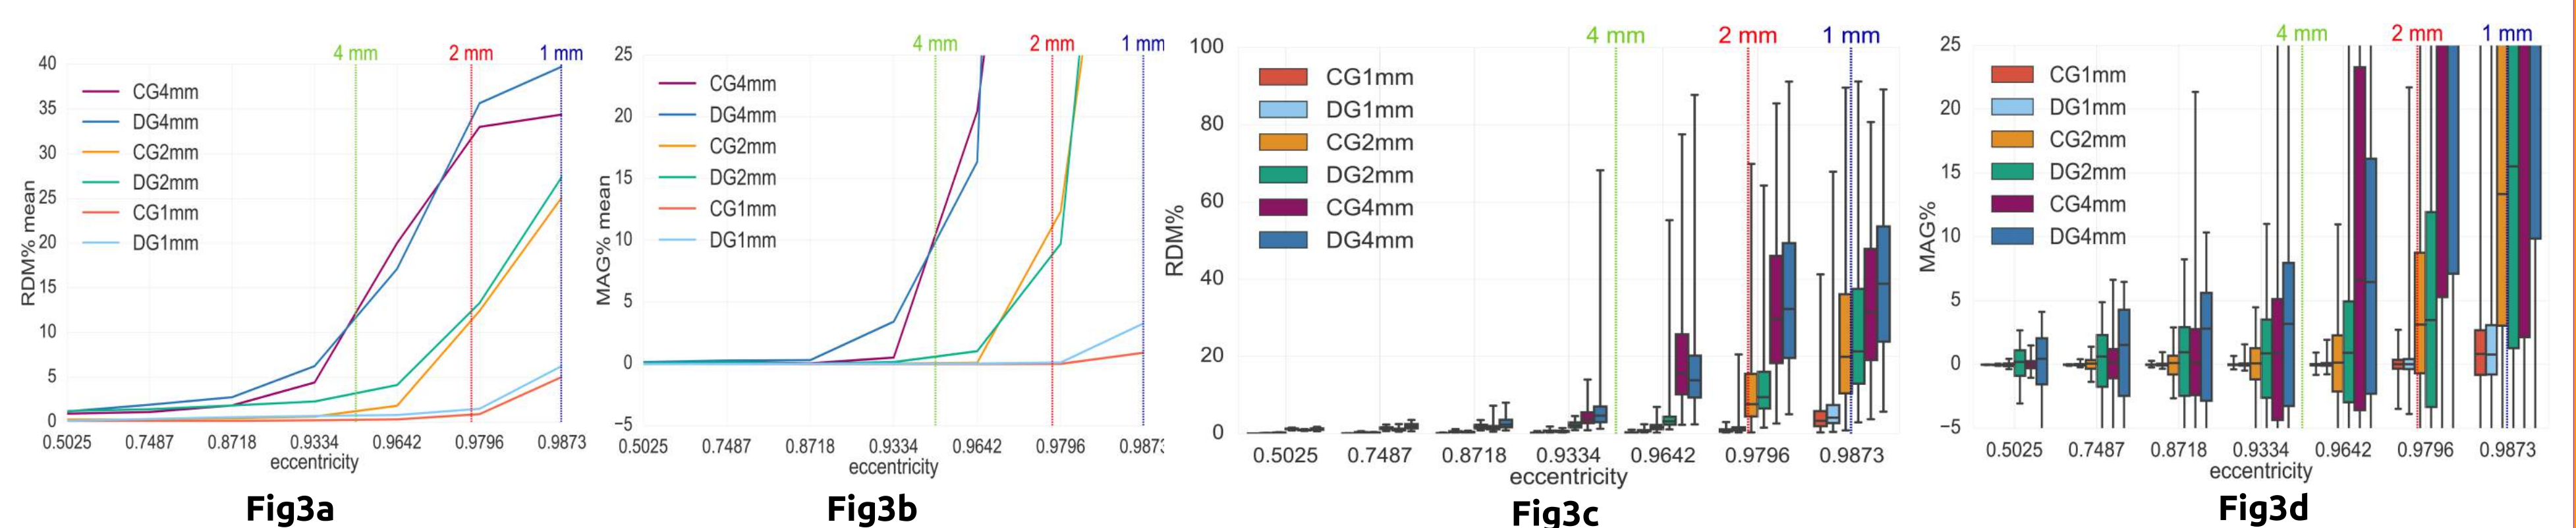 4 mm 2 mm 1 mm
40
35
30
25
20
15
10
5
0
RDM% mean
CG4mm
DG4mm
CG2mm
DG2mm
CG1mm
DG1mm
0.5025 0.7487 0.8718 0.9334 0.9642 0.9796 0.9873
eccentricity
Fig3a
4 mm 2 mm 1 mm
25
20
15
10
5
0
−5
MAG% mean
CG4mm
DG4mm
CG2mm
DG2mm
CG1mm
DG1mm
0.5025 0.7487 0.8718 0.9334 0.9642 0.9796 0.9873
eccentricity
Fig3b
4 mm 2 mm 1 mm
100
80
60
40
20
0
RDM%
CG1mm
DG1mm
CG2mm
DG2mm
CG4mm
DG4mm
0.5025 0.7487 0.8718 0.9334 0.9642 0.9796 0.9873
eccentricity
Fig3c
4 mm 2 mm 1 mm
25
20
15
10
5
0
−5
MAG%
CG1mm
DG1mm
CG2mm
DG2mm
CG4mm
DG4mm
0.5025 0.7487 0.8718 0.9334 0.9642 0.9796 0.9873
eccentricity
Fig3d